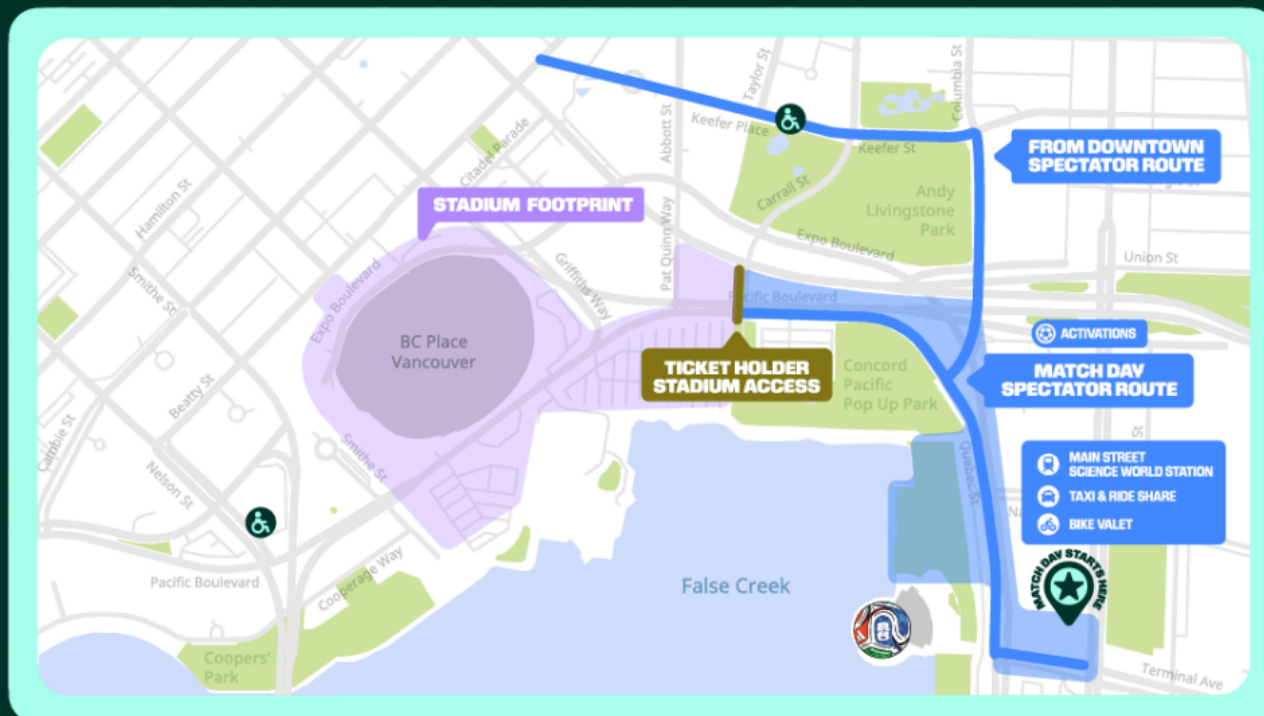 Taylor St
Columbia St
Abbott St
Keefer Place
Keefer St
FROM DOWNTOWN
SPECTATOR ROUTE
Citadel Parade
Hamilton St
STADIUM FOOTPRINT
Carrall St
Andy
Livingstone
Park
Pat Quinn Way
Expo Boulevard
Union St
Smithe St
Expo Boulevard
Griffiths Way
Pacific Boulevard
ACTIVATIONS
BC Place
Vancouver
TICKET HOLDER
STADIUM ACCESS
Concord
Pacific
Pop Up Park
MATCH DAY
SPECTATOR ROUTE
Beatty St
Cambie St
Smithe St
Nelson St
Quebec St
St
MAIN STREET
SCIENCE WORLD STATION
TAXI & RIDE SHARE
BIKE VALET
Pacific Boulevard
Cooperage Way
False Creek
MATCH DAY STARTS HERE
Coopers'
Park
Terminal Ave